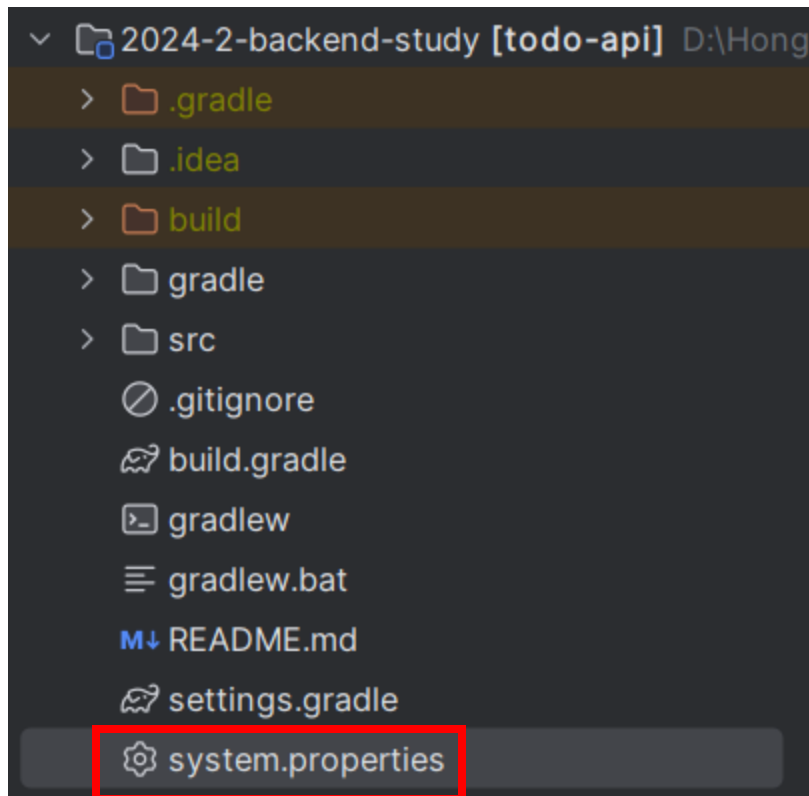 2024-2-backend-study [todo-api] D:\Hong
.gradle
.idea
build
gradle
src
.gitignore
build.gradle
gradlew
gradlew.bat
M↓ README.md
settings.gradle
system.properties